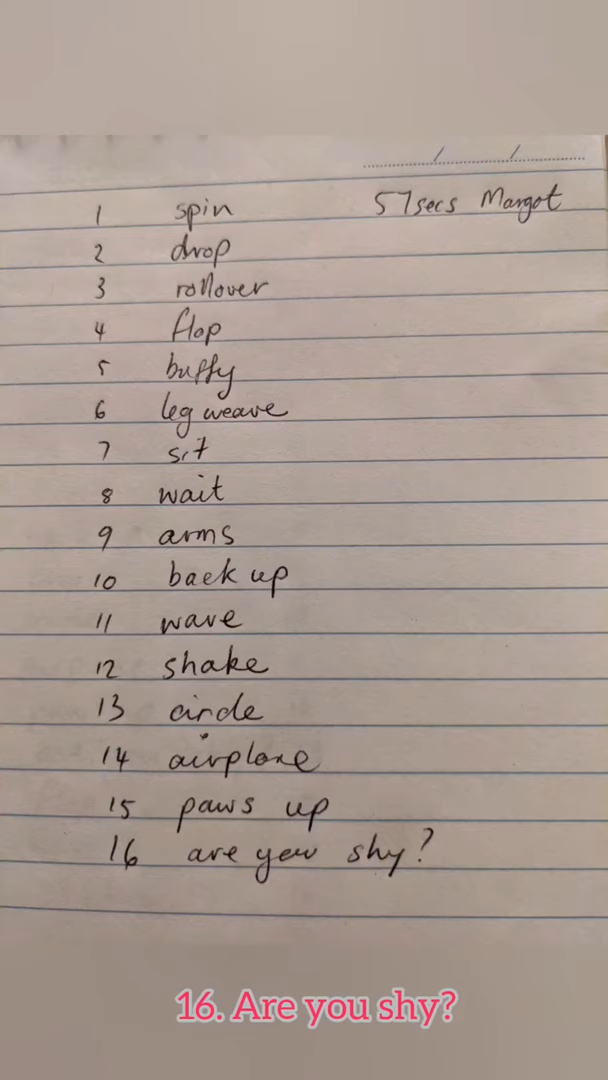 1 spin 57secs Margot
2 drop
3 rollover
4 flop
5 buffy
6 leg weave
7 sit
8 wait
9 arms
10 back up
11 wave
12 shake
13 circle
14 airplane
15 paws up
16 are you shy?
16. Are you shy?